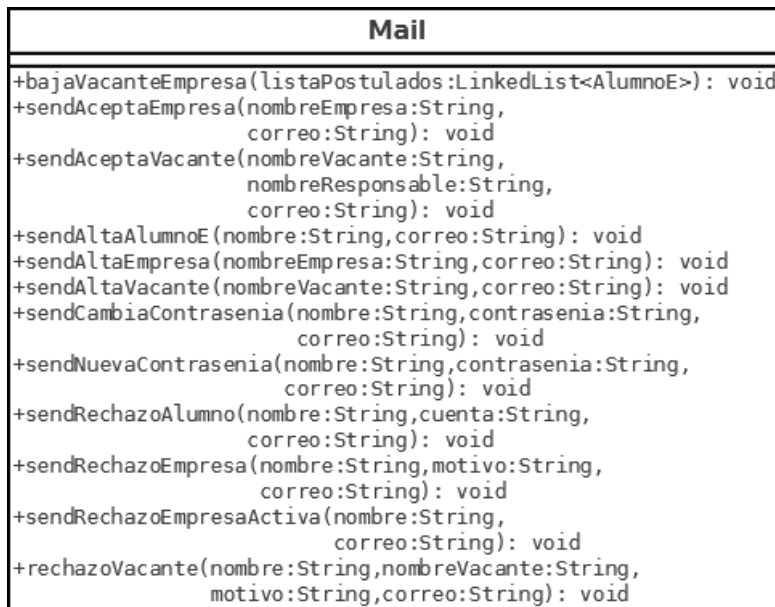 Mail
+bajaVacanteEmpresa(listaPostulados:LinkedList<AlumnoE>): void
+sendAceptaEmpresa(nombreEmpresa:String,
correo:String): void
+sendAceptaVacante(nombreVacante:String,
nombreResponsable:String,
correo:String): void
+sendAltaAlumnoE(nombre:String,correo:String): void
+sendAltaEmpresa(nombreEmpresa:String,correo:String): void
+sendAltaVacante(nombreVacante:String,correo:String): void
+sendCambiaContrasenia(nombre:String,contrasenia:String,
correo:String): void
+sendNuevaContrasenia(nombre:String,contrasenia:String,
correo:String): void
+sendRechazoAlumno(nombre:String,cuenta:String,
correo:String): void
+sendRechazoEmpresa(nombre:String,motivo:String,
correo:String): void
+sendRechazoEmpresaActiva(nombre:String,
correo:String): void
+rechazoVacante(nombre:String,nombreVacante:String,
motivo:String,correo:String): void